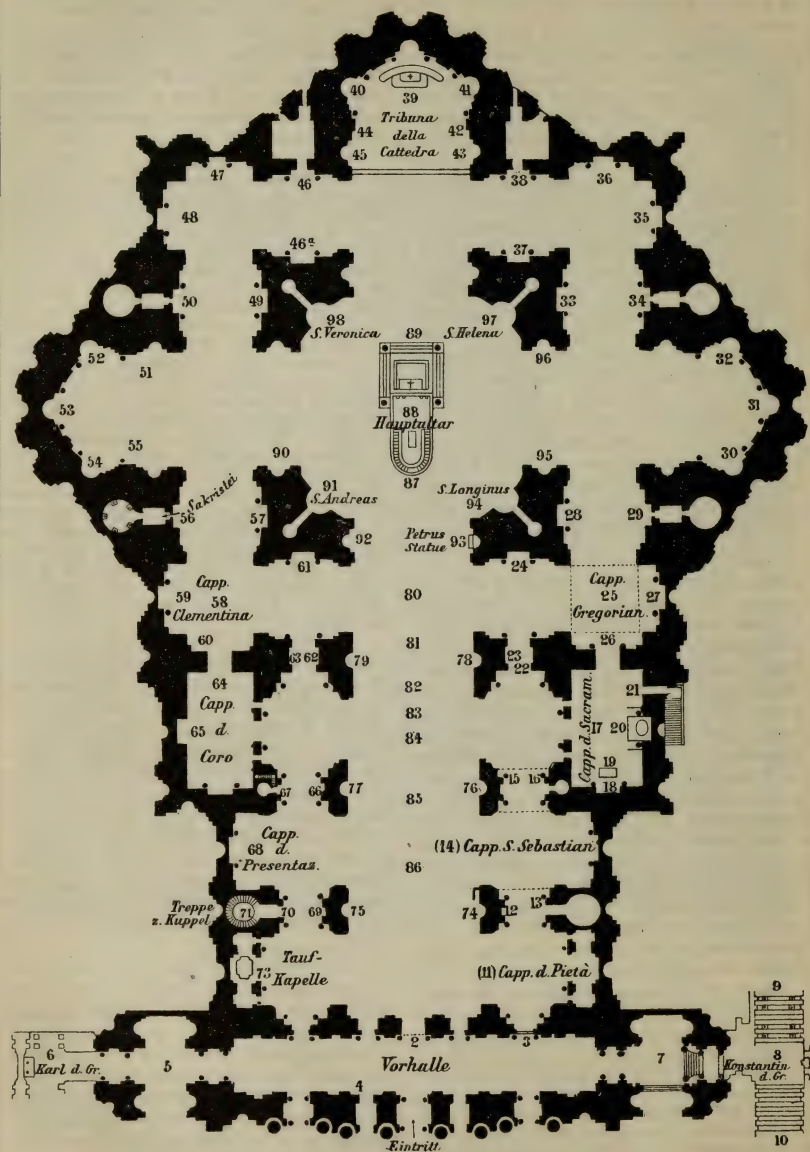 39
40 41
Tribuna
della
Cattedra
44 42
45 43
47 46 38 36
48 35
46ª 37
50 49 33 34
98 97
S. Veronica S. Helena
89 96
52 51 32
53 31
88
Hauptaltar
54 55 30
90 87 95
91 S. Andreas
S. Longinus 94
Sakristei
56 57 28 29
92
Petrus Statue 93
61 24
Capp.
59 58
Clementina
80
Capp.
25 27
Gregorian.
60 81 26
63 62 79 78 23 22
64 82 21
Capp.
65 d.
Coro
83
84
Capp. d. Sacram.
17 20
19
67 66 77 85 76 15 16 18
Capp.
68 d.
Presentaz.
(14) Capp. S. Sebastian
86
Treppe
z. Kuppel
71 70 69 75 74 12 13
Tauf-
73 Kapelle
(11) Capp. d. Pietà
9
2 3
6
Karl d. Gr.
5 Vorhalle 7
8
Konstantin
d. Gr.
4
Eintritt
10